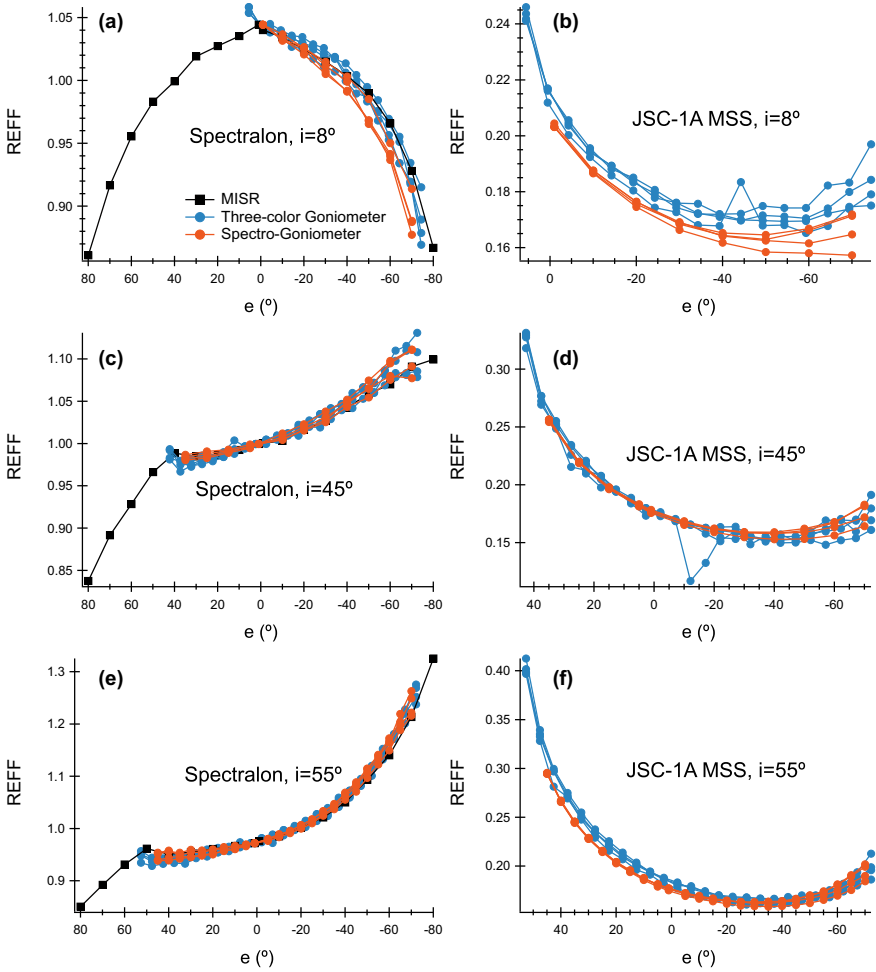 (a)
1.05
1.00
0.95
0.90
REFF
Spectralon, i=8º
MISR
Three-color Goniometer
Spectro-Goniometer
80 60 40 20 0 -20 -40 -60 -80
e (º)
(b)
0.24
0.22
0.20
0.18
0.16
REFF
JSC-1A MSS, i=8º
0 -20 -40 -60
e (º)
(c)
1.10
1.05
1.00
0.95
0.90
0.85
REFF
Spectralon, i=45º
80 60 40 20 0 -20 -40 -60 -80
e (º)
(d)
0.30
0.25
0.20
0.15
REFF
JSC-1A MSS, i=45º
40 20 0 -20 -40 -60
e (º)
(e)
1.3
1.2
1.1
1.0
0.9
REFF
Spectralon, i=55º
80 60 40 20 0 -20 -40 -60 -80
e (º)
(f)
0.40
0.35
0.30
0.25
0.20
REFF
JSC-1A MSS, i=55º
40 20 0 -20 -40 -60
e (º)